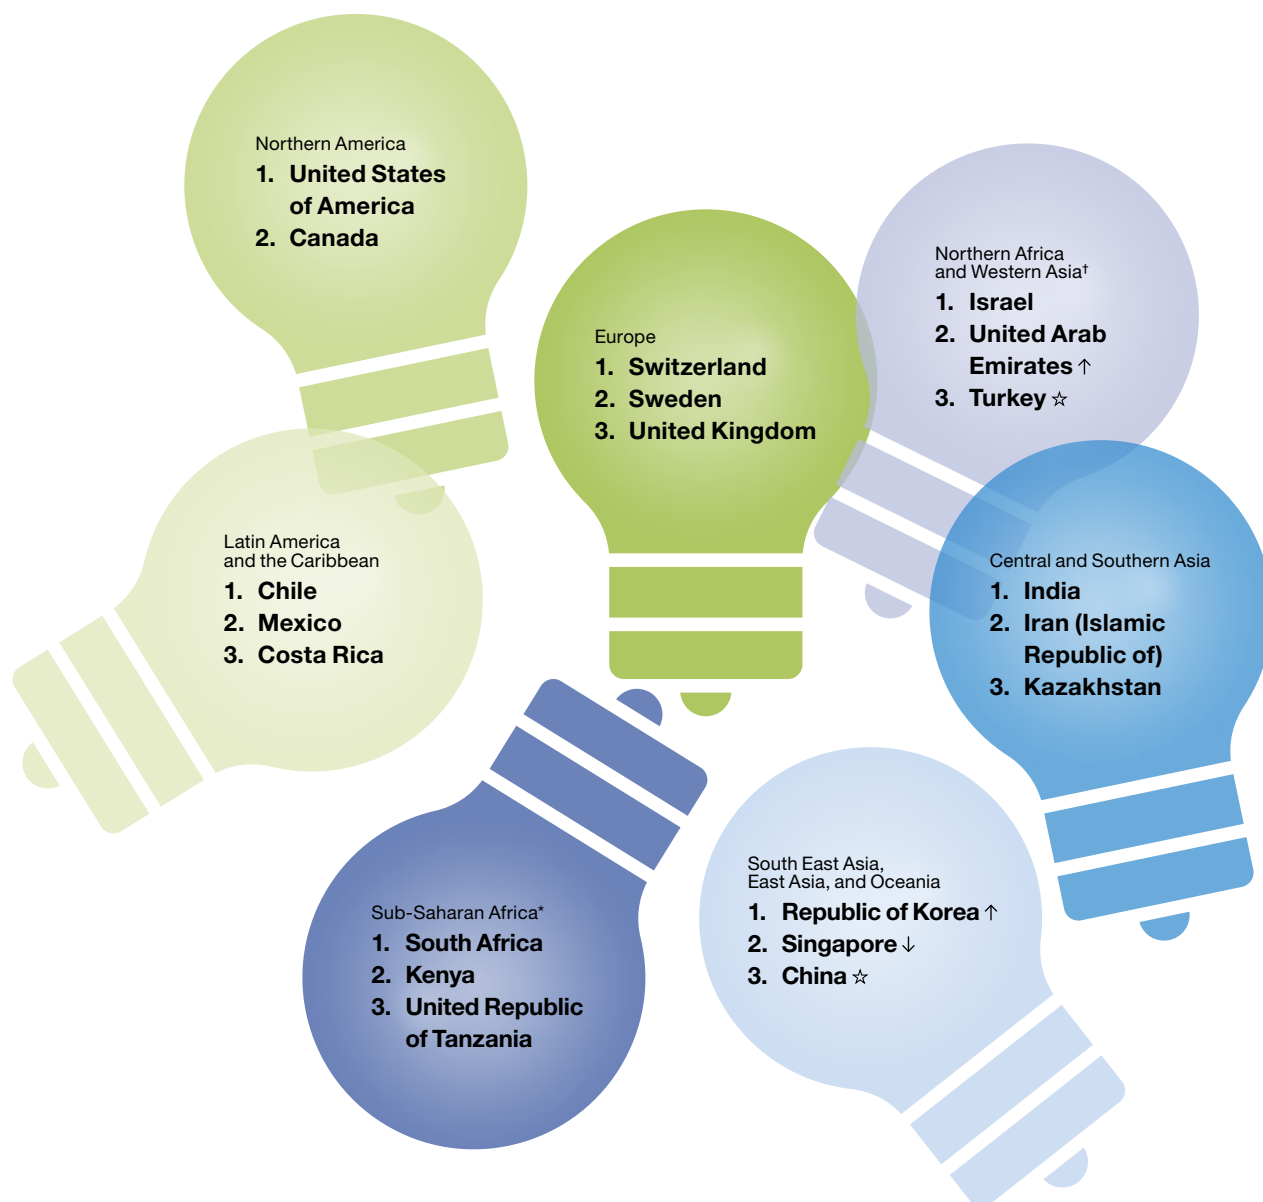 Northern America
1. United States
of America
2. Canada
Europe
1. Switzerland
2. Sweden
3. United Kingdom
Northern Africa
and Western Asia†
1. Israel
2. United Arab
Emirates ↑
3. Turkey ☆
Latin America
and the Caribbean
1. Chile
2. Mexico
3. Costa Rica
Central and Southern Asia
1. India
2. Iran (Islamic
Republic of)
3. Kazakhstan
Sub-Saharan Africa*
1. South Africa
2. Kenya
3. United Republic
of Tanzania
South East Asia,
East Asia, and Oceania
1. Republic of Korea ↑
2. Singapore ↓
3. China ☆